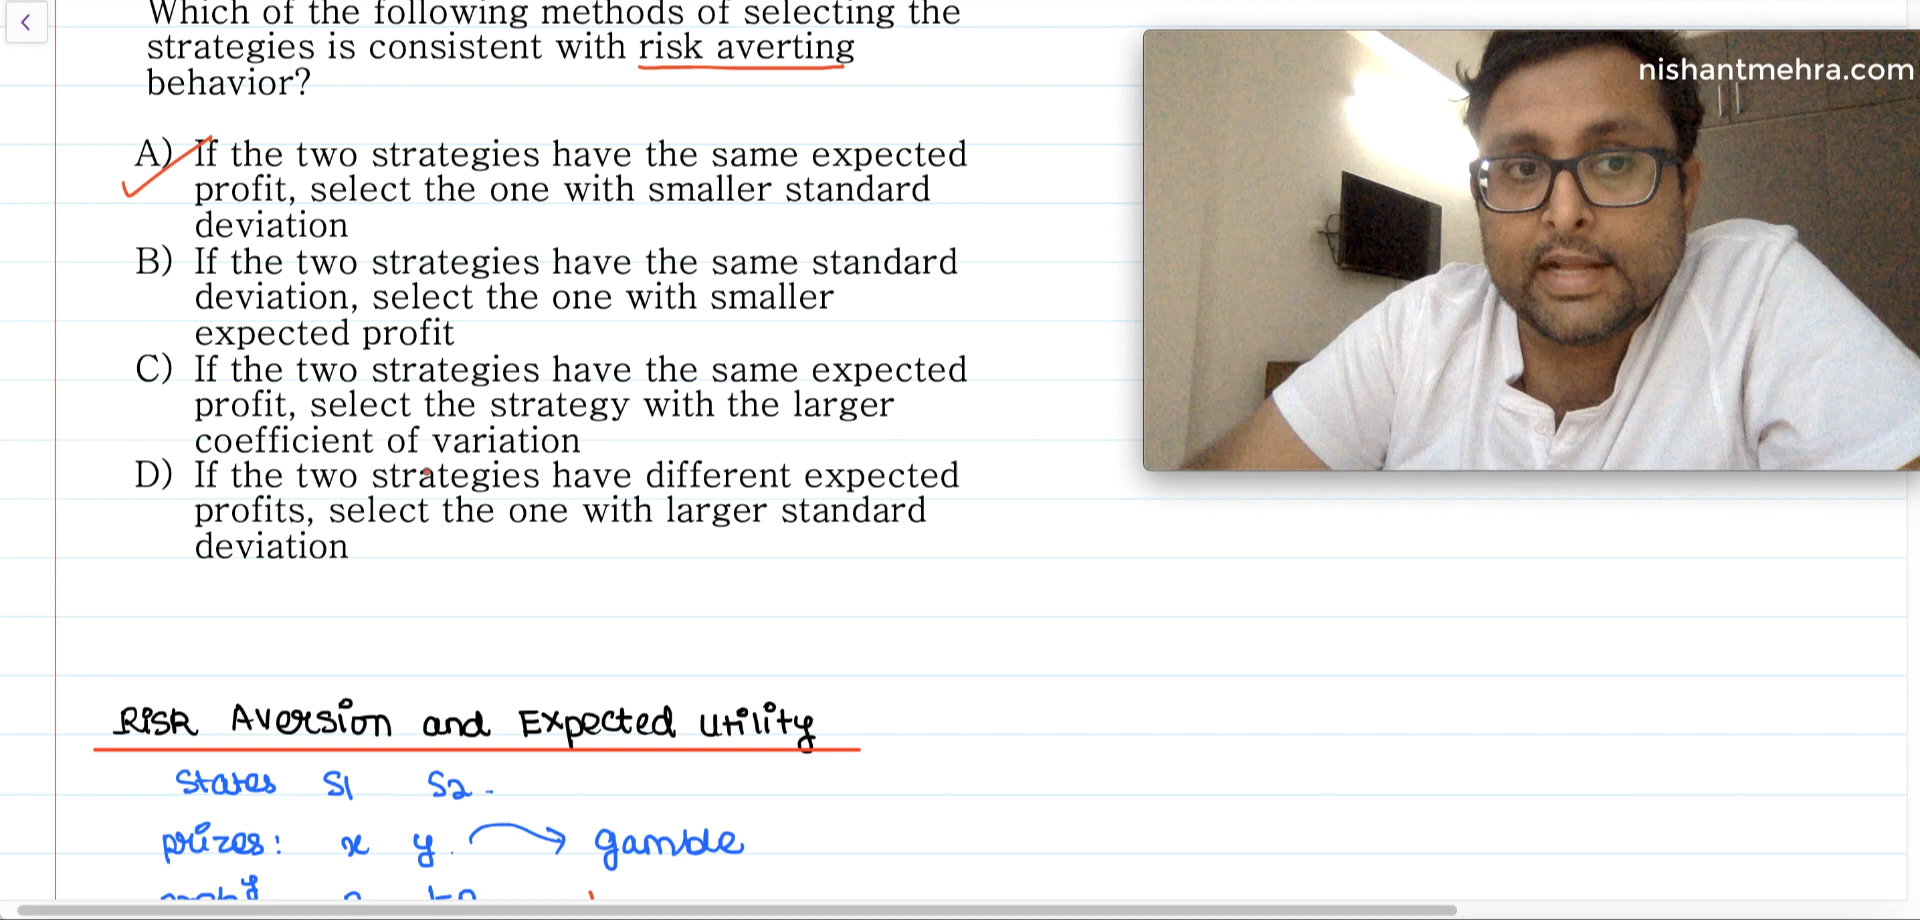 Which of the following methods of selecting the
strategies is consistent with risk averting
behavior?
A) If the two strategies have the same expected
profit, select the one with smaller standard
deviation
B) If the two strategies have the same standard
deviation, select the one with smaller
expected profit
C) If the two strategies have the same expected
profit, select the strategy with the larger
coefficient of variation
D) If the two strategies have different expected
profits, select the one with larger standard
deviation
nishantmehra.com
Risk Aversion and Expected Utility
States S1 S2
prizes: x y gamble